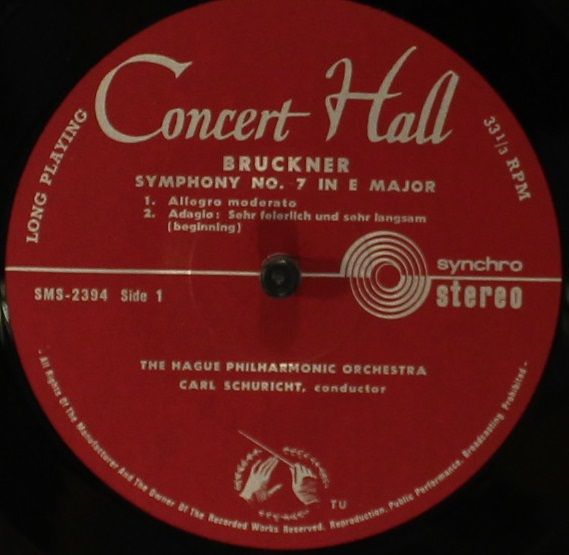 Concert Hall
LONG PLAYING
33 1/3 RPM
BRUCKNER
SYMPHONY NO. 7 IN E MAJOR
1. Allegro moderato
2. Adagio: Sehr feierlich und sehr langsam
(beginning)
synchro
stereo
SMS-2394 Side 1
THE HAGUE PHILHARMONIC ORCHESTRA
CARL SCHURICHT, conductor
TU
- All Rights Of The Manufacturer And The Owner Of The Recorded Works Reserved. Reproduction, Public Performance, Broadcasting Prohibited -